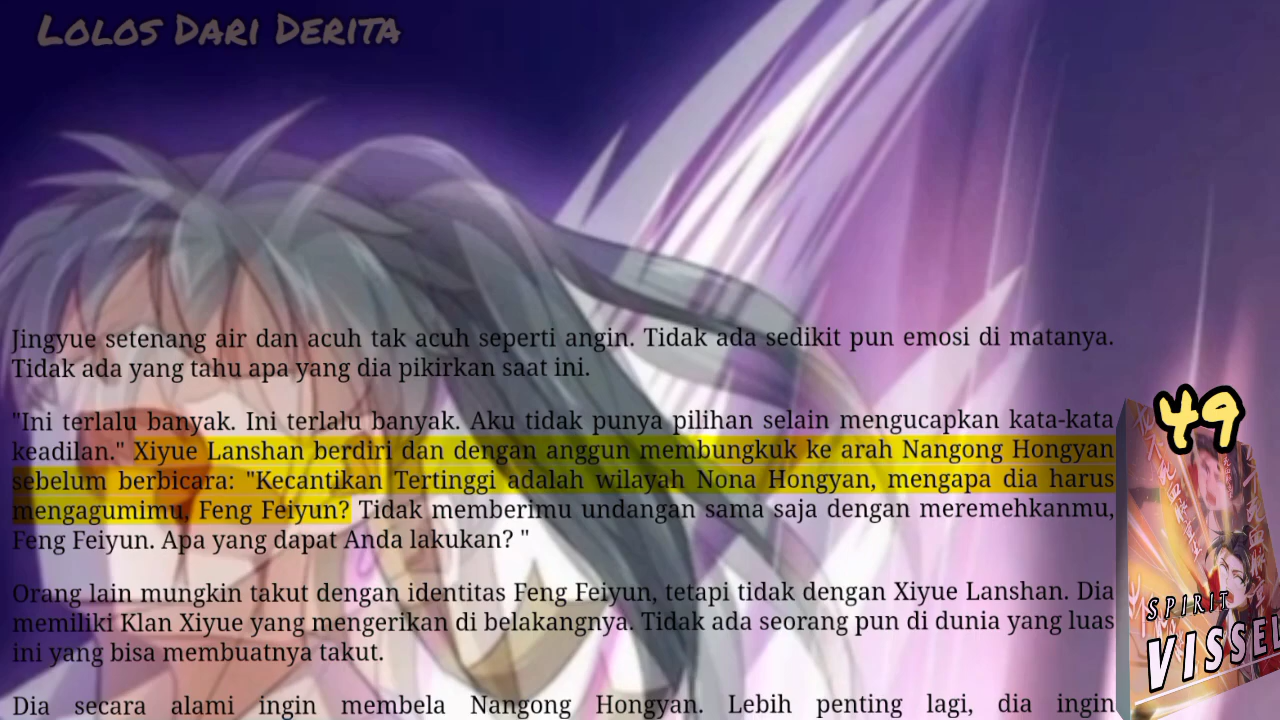 Lolos Dari Derita
Jingyue setenang air dan acuh tak acuh seperti angin. Tidak ada sedikit pun emosi di matanya.
Tidak ada yang tahu apa yang dia pikirkan saat ini.
"Ini terlalu banyak. Ini terlalu banyak. Aku tidak punya pilihan selain mengucapkan kata-kata
keadilan." Xiyue Lanshan berdiri dan dengan anggun membungkuk ke arah Nangong Hongyan
sebelum berbicara: "Kecantikan Tertinggi adalah wilayah Nona Hongyan, mengapa dia harus
mengagumimu, Feng Feiyun? Tidak memberimu undangan sama saja dengan meremehkanmu,
Feng Feiyun. Apa yang dapat Anda lakukan? "
Orang lain mungkin takut dengan identitas Feng Feiyun, tetapi tidak dengan Xiyue Lanshan. Dia
memiliki Klan Xiyue yang mengerikan di belakangnya. Tidak ada seorang pun di dunia yang luas
ini yang bisa membuatnya takut.
Dia secara alami ingin membela Nangong Hongyan. Lebih penting lagi, dia ingin
49
SPIRIT
VISSEL